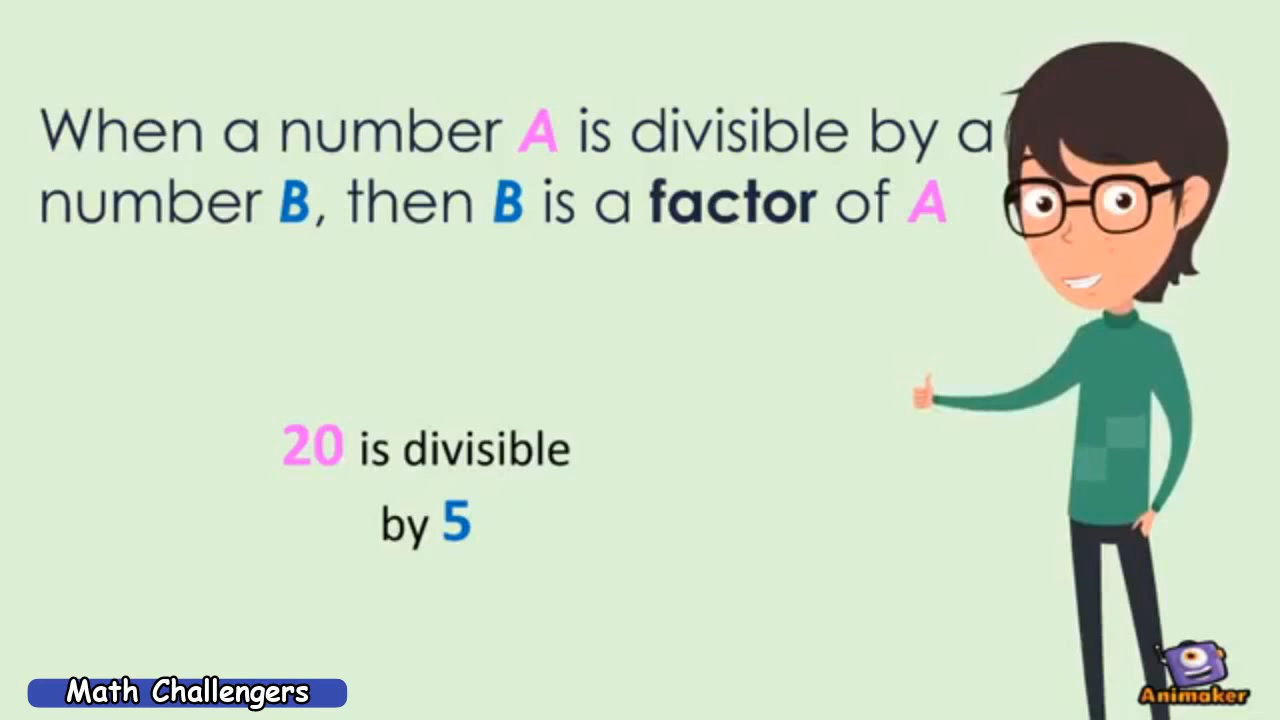 When a number A is divisible by a
number B, then B is a factor of A
20 is divisible
by 5
Math Challengers
Animaker